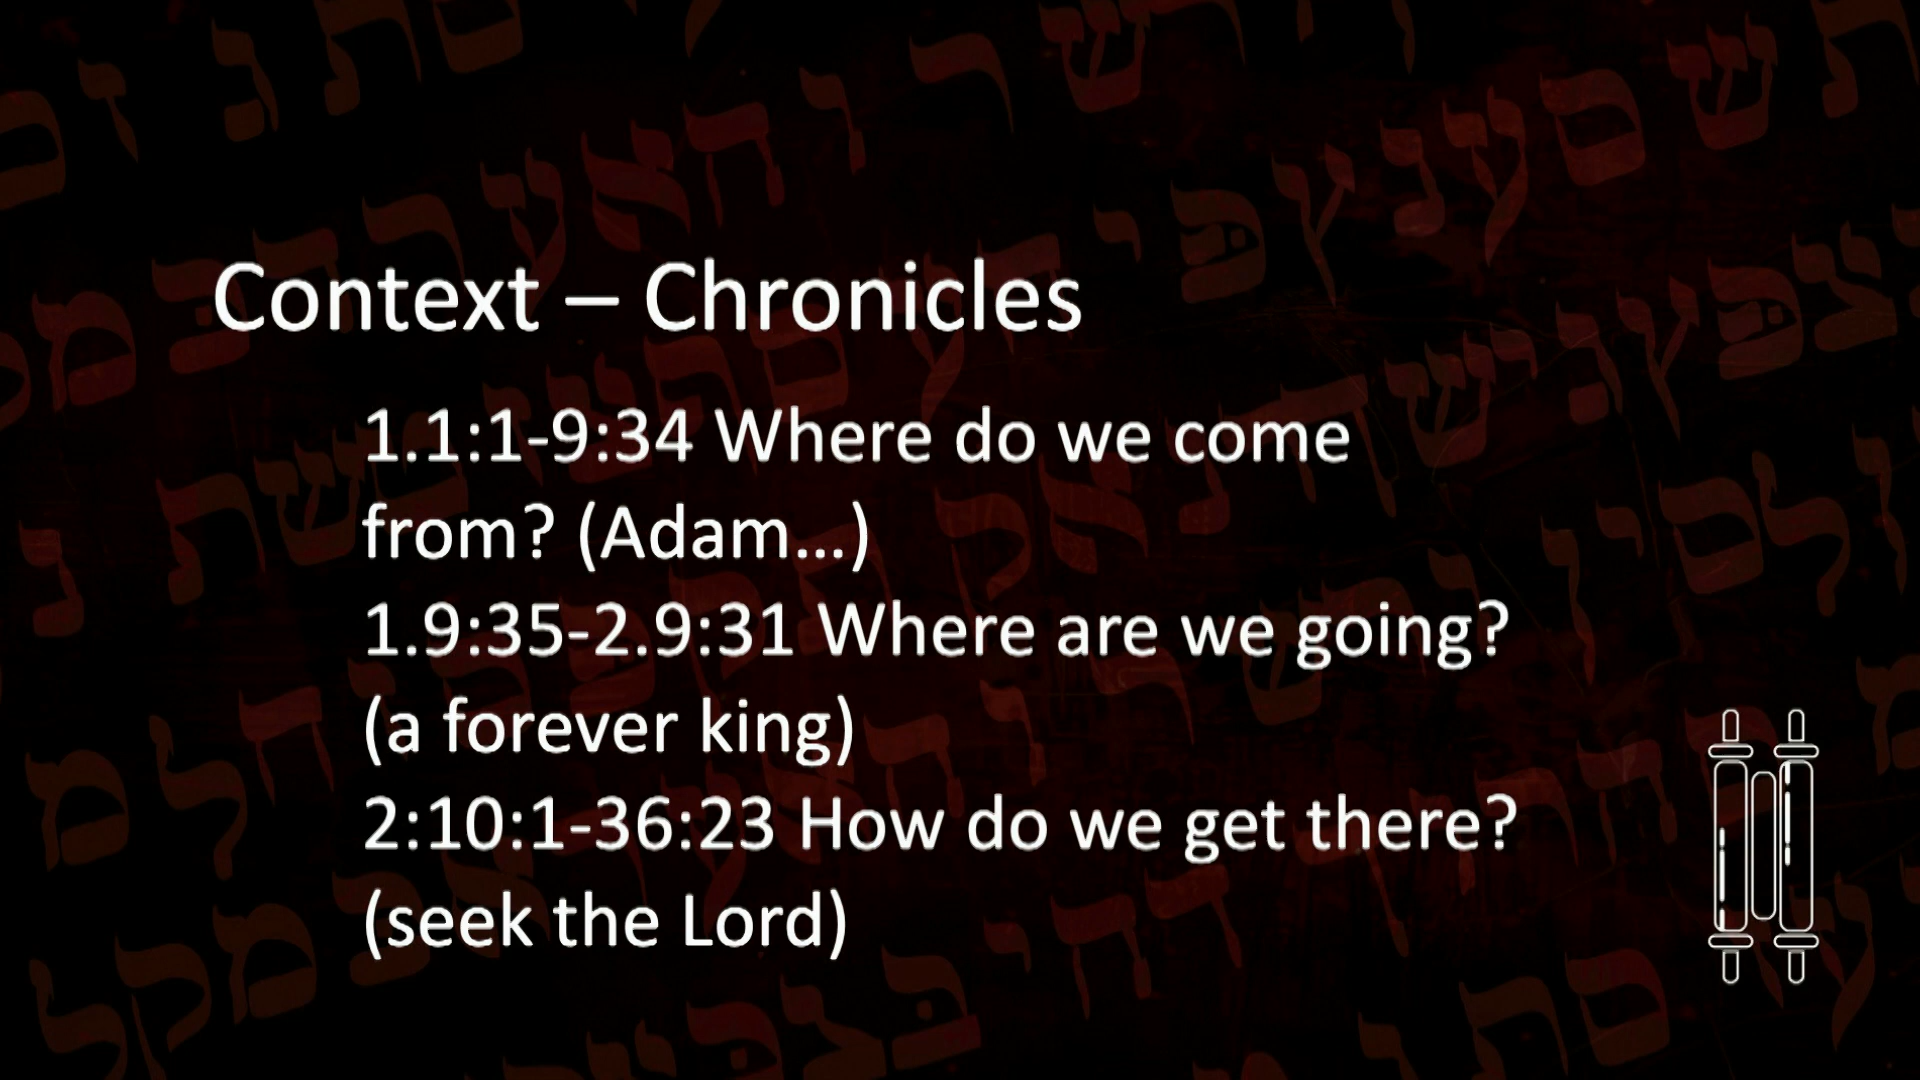 Context – Chronicles
1.1:1-9:34 Where do we come
from? (Adam...)
1.9:35-2.9:31 Where are we going?
(a forever king)
2:10:1-36:23 How do we get there?
(seek the Lord)